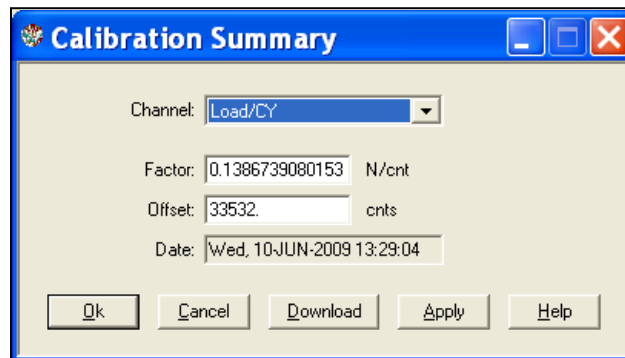 Calibration Summary
Channel: Load/CY
Factor: 0.1386739080153 N/cnt
Offset: 33532. cnts
Date: Wed, 10-JUN-2009 13:29:04
Ok Cancel Download Apply Help